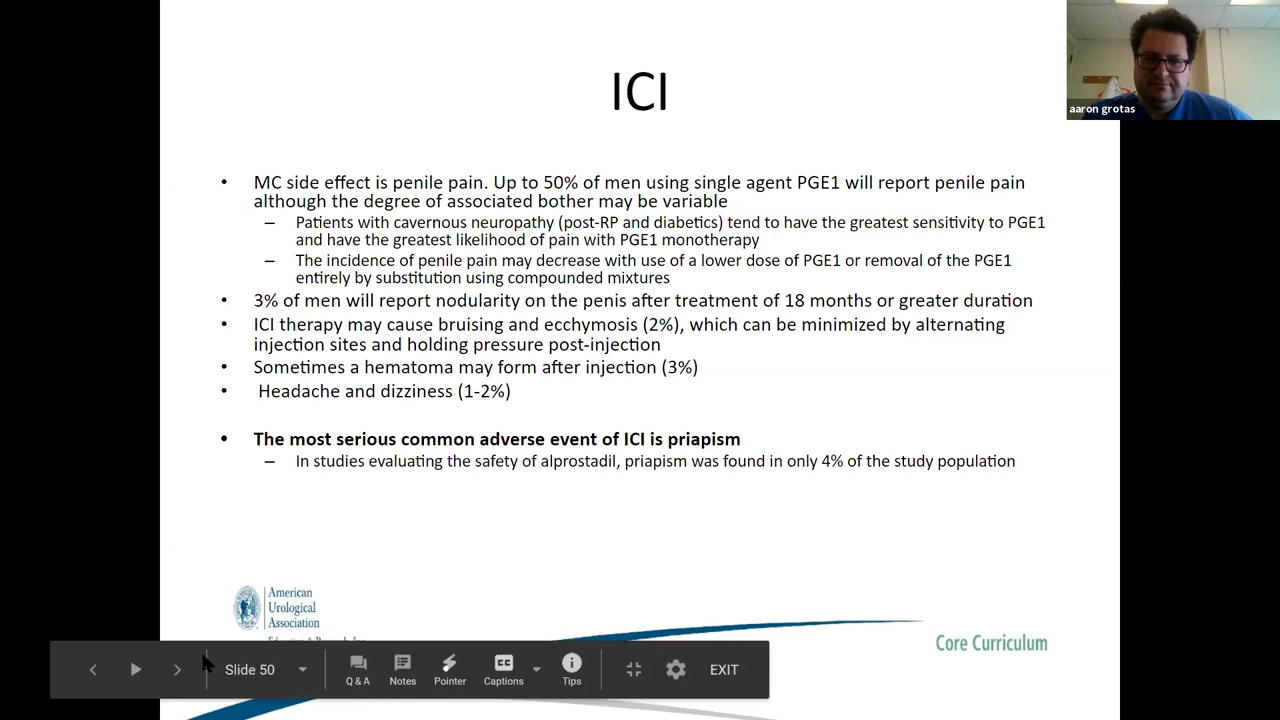 ICI
aaron grotas
• MC side effect is penile pain. Up to 50% of men using single agent PGE1 will report penile pain
although the degree of associated bother may be variable
– Patients with cavernous neuropathy (post-RP and diabetics) tend to have the greatest sensitivity to PGE1
and have the greatest likelihood of pain with PGE1 monotherapy
– The incidence of penile pain may decrease with use of a lower dose of PGE1 or removal of the PGE1
entirely by substitution using compounded mixtures
• 3% of men will report nodularity on the penis after treatment of 18 months or greater duration
• ICI therapy may cause bruising and ecchymosis (2%), which can be minimized by alternating
injection sites and holding pressure post-injection
• Sometimes a hematoma may form after injection (3%)
• Headache and dizziness (1-2%)
• The most serious common adverse event of ICI is priapism
– In studies evaluating the safety of alprostadil, priapism was found in only 4% of the study population
American
Urological
Association
Core Curriculum
Slide 50
Q & A
Notes
Pointer
CC
Captions
Tips
EXIT